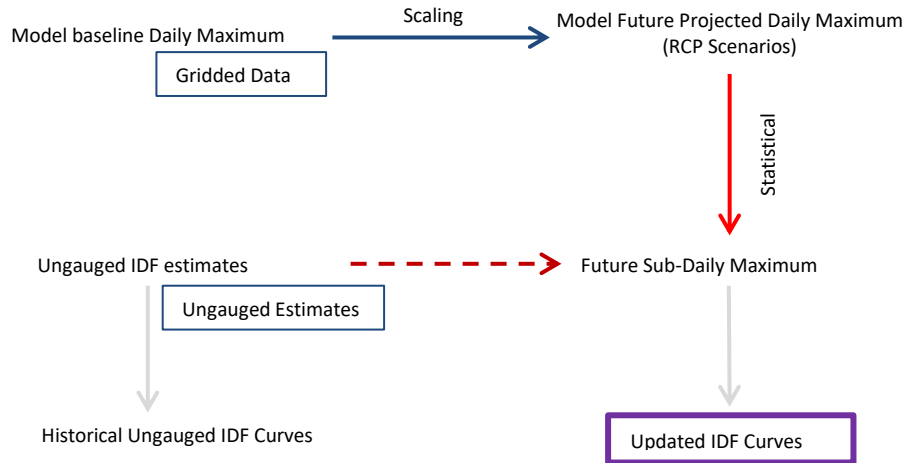 Scaling
Model baseline Daily Maximum
Model Future Projected Daily Maximum
(RCP Scenarios)
Gridded Data
Statistical
Ungauged IDF estimates
Future Sub-Daily Maximum
Ungauged Estimates
Historical Ungauged IDF Curves
Updated IDF Curves